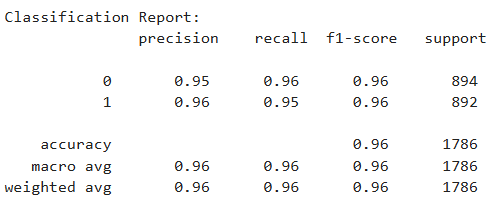 Classification Report:
precision recall f1-score support
0 0.95 0.96 0.96 894
1 0.96 0.95 0.96 892
accuracy 0.96 1786
macro avg 0.96 0.96 0.96 1786
weighted avg 0.96 0.96 0.96 1786